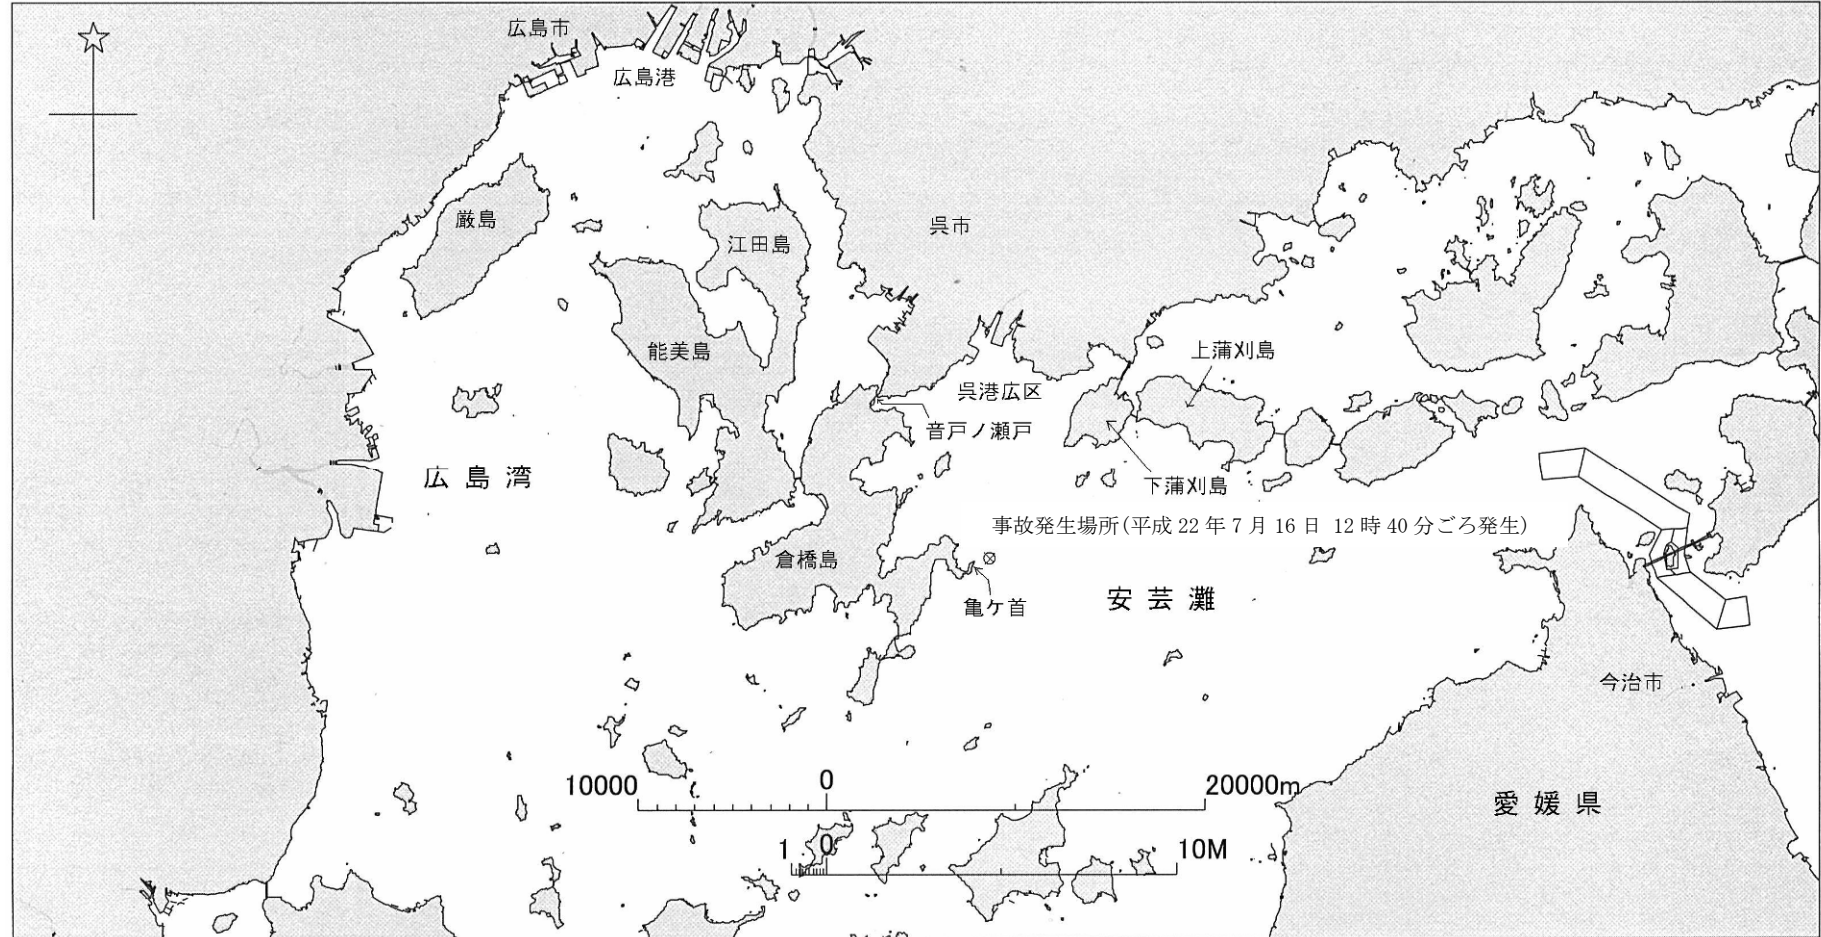 広島市
広島港
厳島
江田島
呉市
能美島
上蒲刈島
呉港広区
音戸ノ瀬戸
広島湾
下蒲刈島
事故発生場所(平成 22 年 7 月 16 日 12 時 40 分ごろ発生)
倉橋島
亀ケ首
安芸灘
今治市
10000 0 20000m
愛媛県
1 0 10M